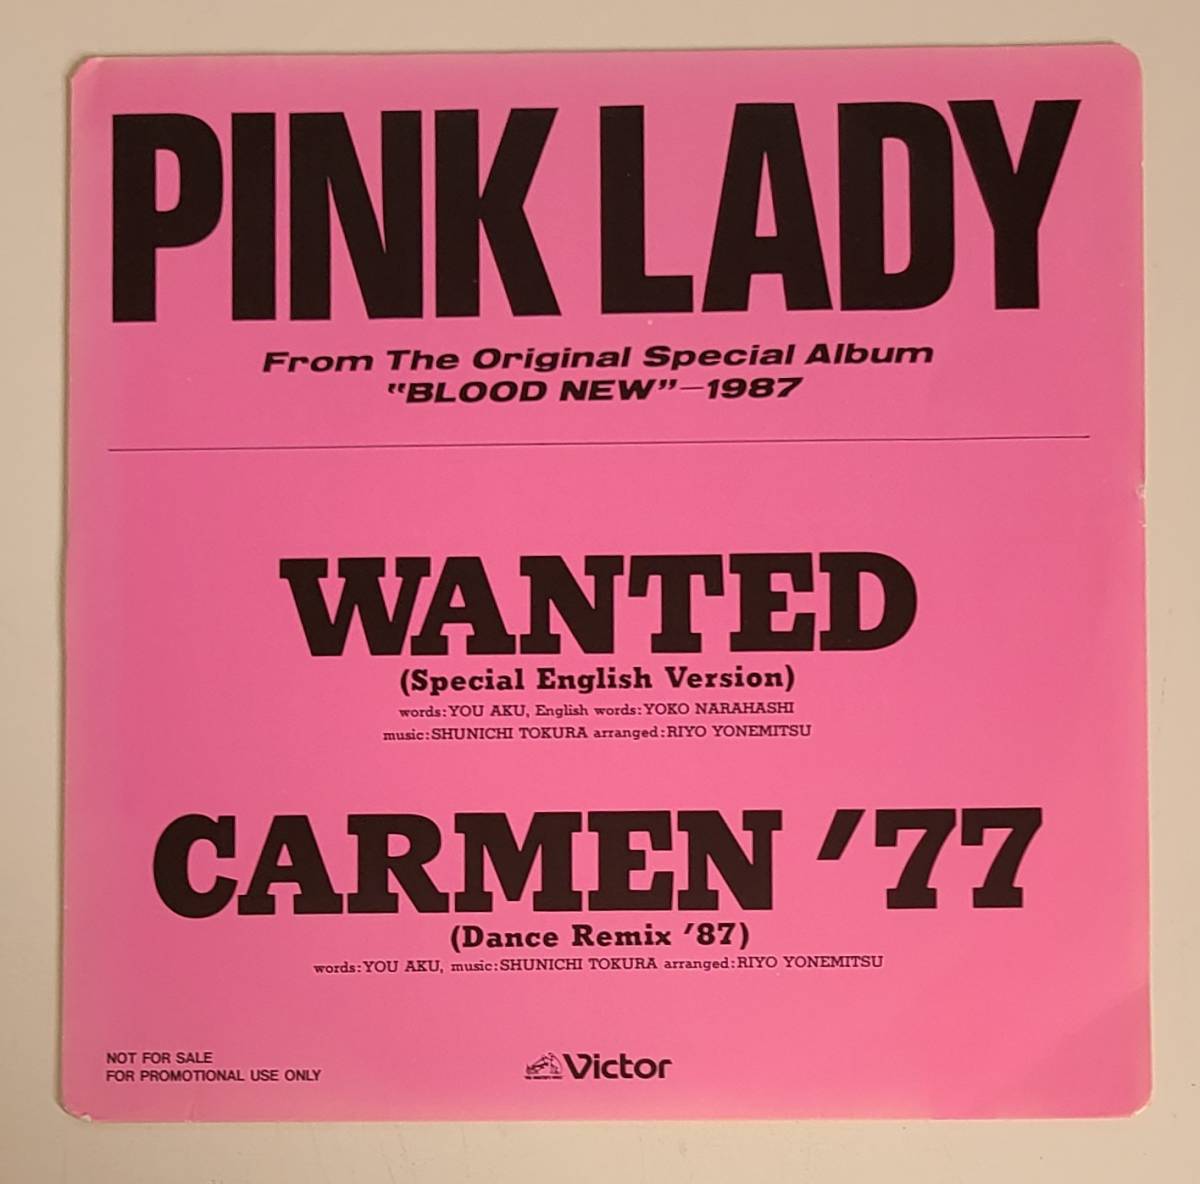 PINK LADY
From The Original Special Album
"BLOOD NEW"—1987
WANTED
(Special English Version)
words:YOU AKU, English words:YOKO NARAHASHI
music:SHUNICHI TOKURA arranged:RIYO YONEMITSU
CARMEN '77
(Dance Remix '87)
words:YOU AKU, music:SHUNICHI TOKURA arranged:RIYO YONEMITSU
NOT FOR SALE
FOR PROMOTIONAL USE ONLY
Victor